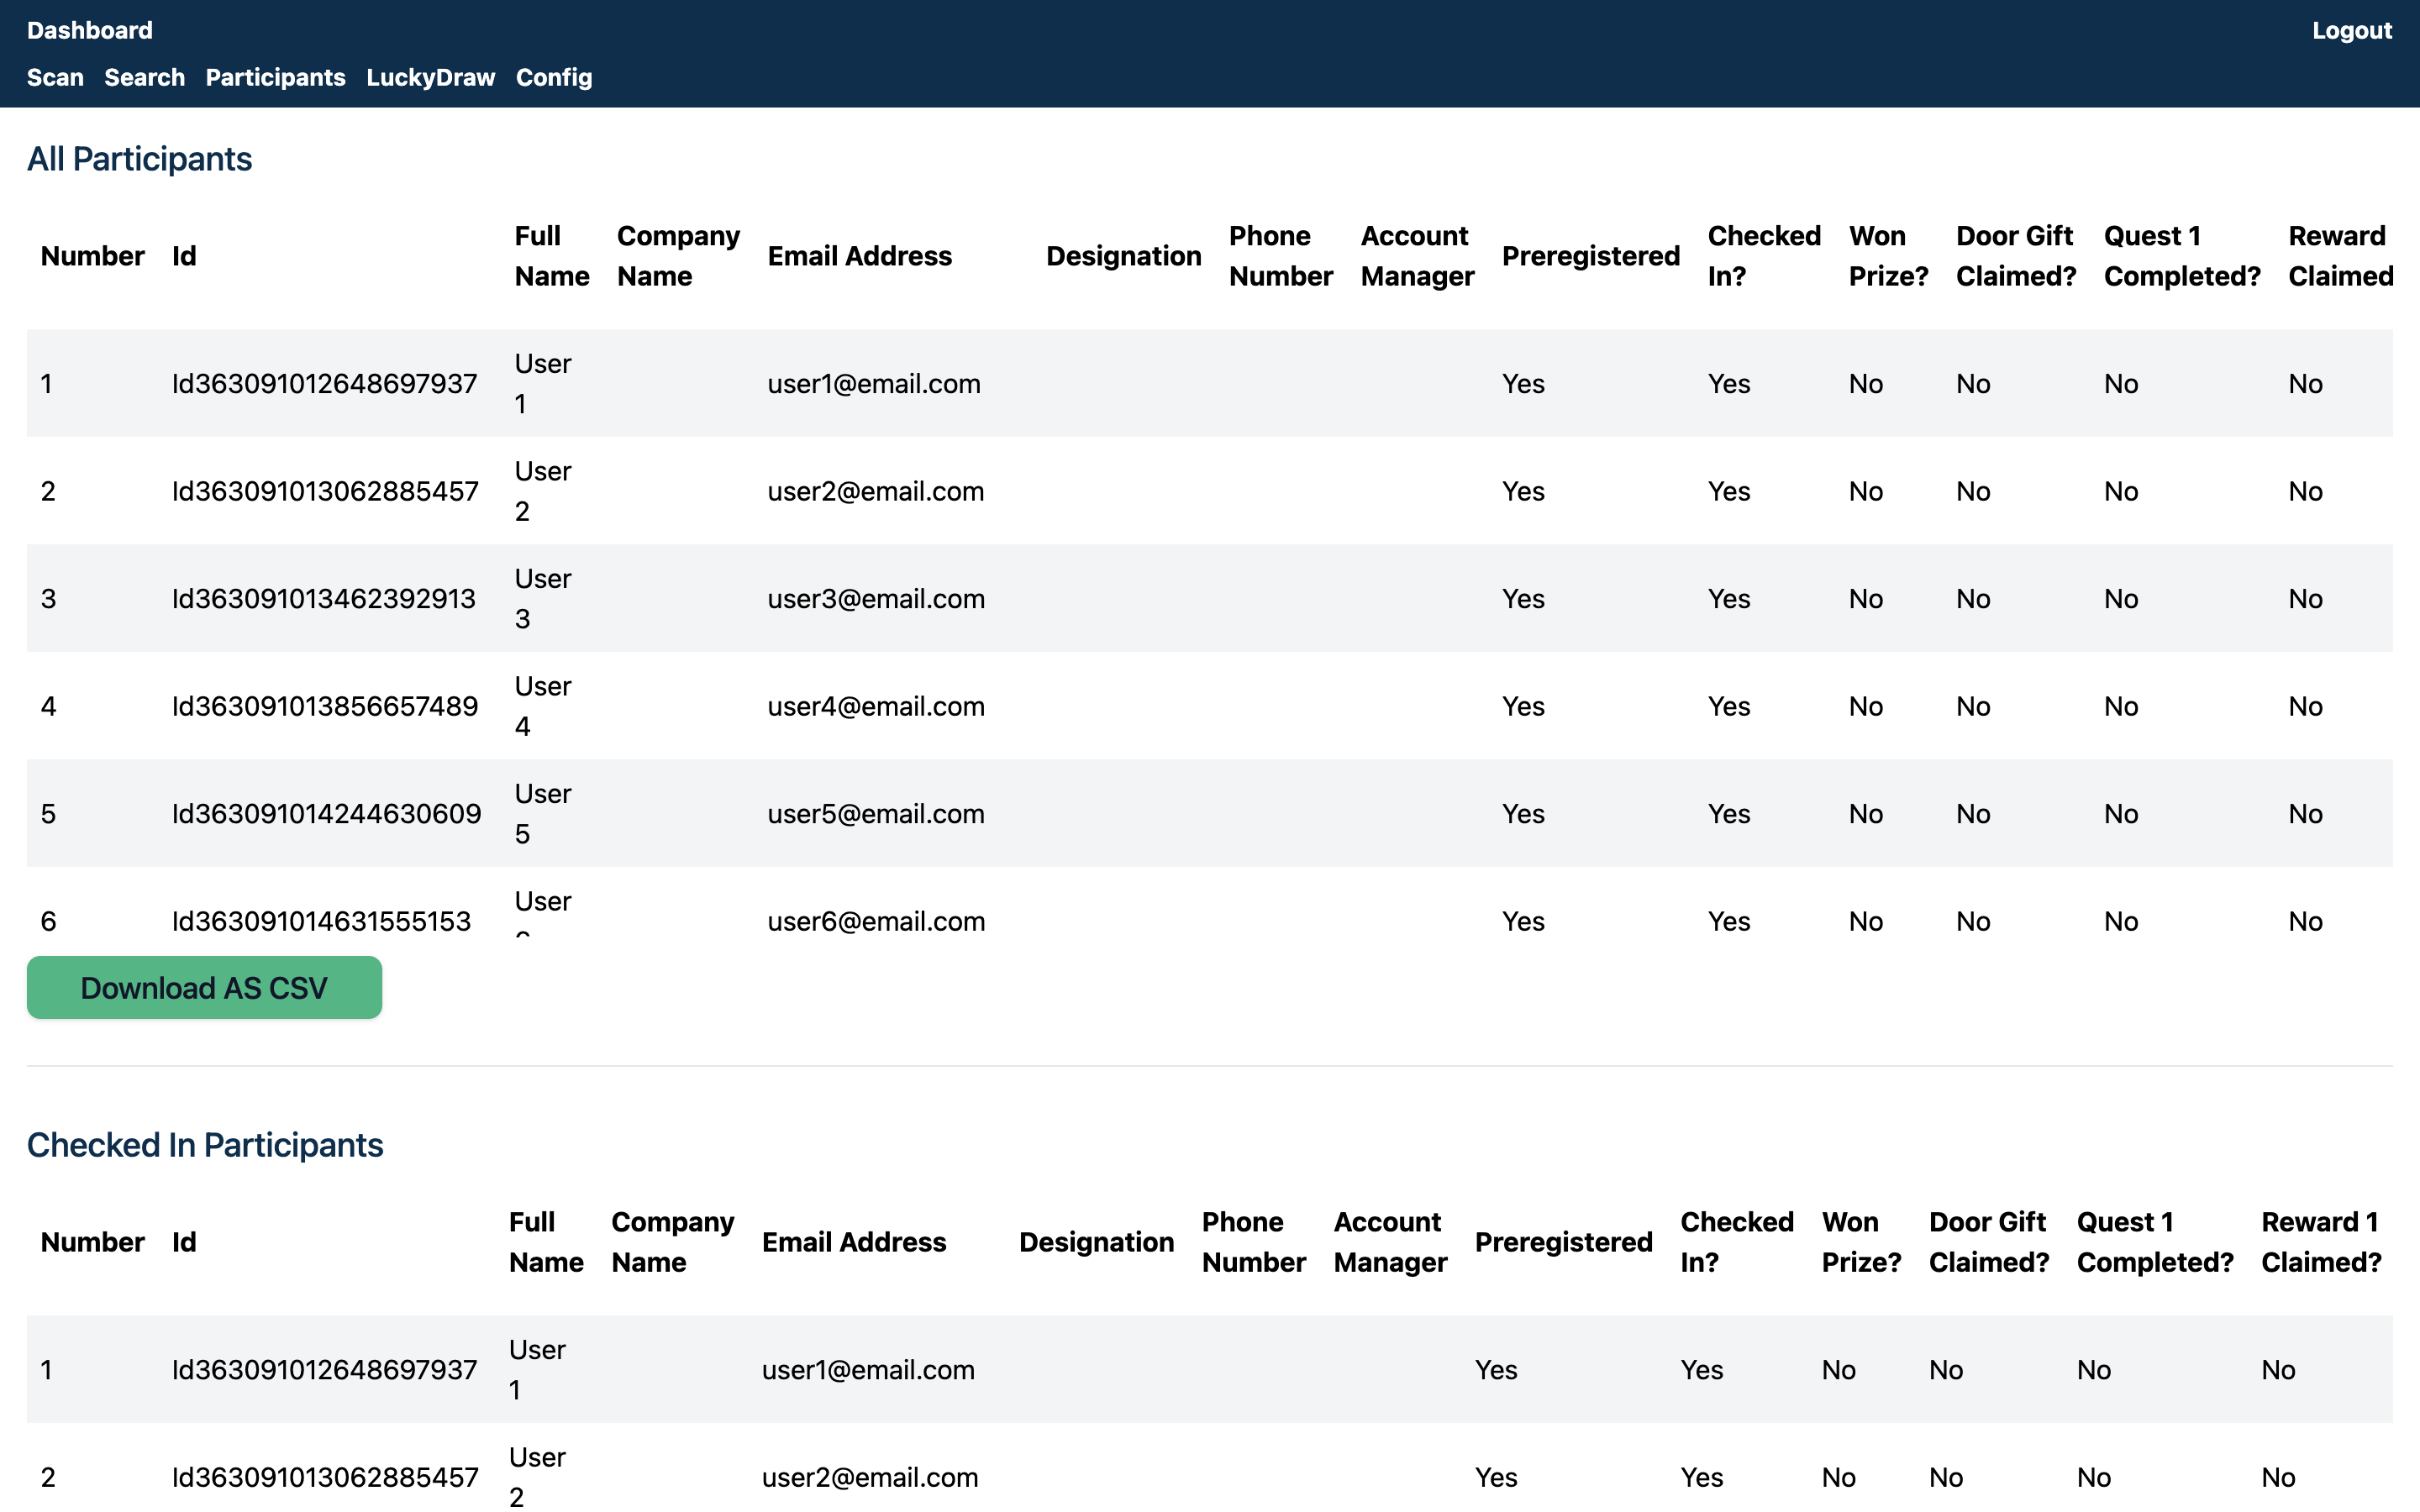 Dashboard Logout
Scan Search Participants LuckyDraw Config
All Participants
Number Id Full Name Company Name Email Address Designation Phone Number Account Manager Preregistered Checked In? Won Prize? Door Gift Claimed? Quest 1 Completed? Reward Claimed
1 Id363091012648697937 User 1 user1@email.com Yes Yes No No No No
2 Id363091013062885457 User 2 user2@email.com Yes Yes No No No No
3 Id363091013462392913 User 3 user3@email.com Yes Yes No No No No
4 Id363091013856657489 User 4 user4@email.com Yes Yes No No No No
5 Id363091014244630609 User 5 user5@email.com Yes Yes No No No No
6 Id363091014631555153 User user6@email.com Yes Yes No No No No
Download AS CSV
Checked In Participants
Number Id Full Name Company Name Email Address Designation Phone Number Account Manager Preregistered Checked In? Won Prize? Door Gift Claimed? Quest 1 Completed? Reward 1 Claimed?
1 Id363091012648697937 User 1 user1@email.com Yes Yes No No No No
2 Id363091013062885457 User 2 user2@email.com Yes Yes No No No No